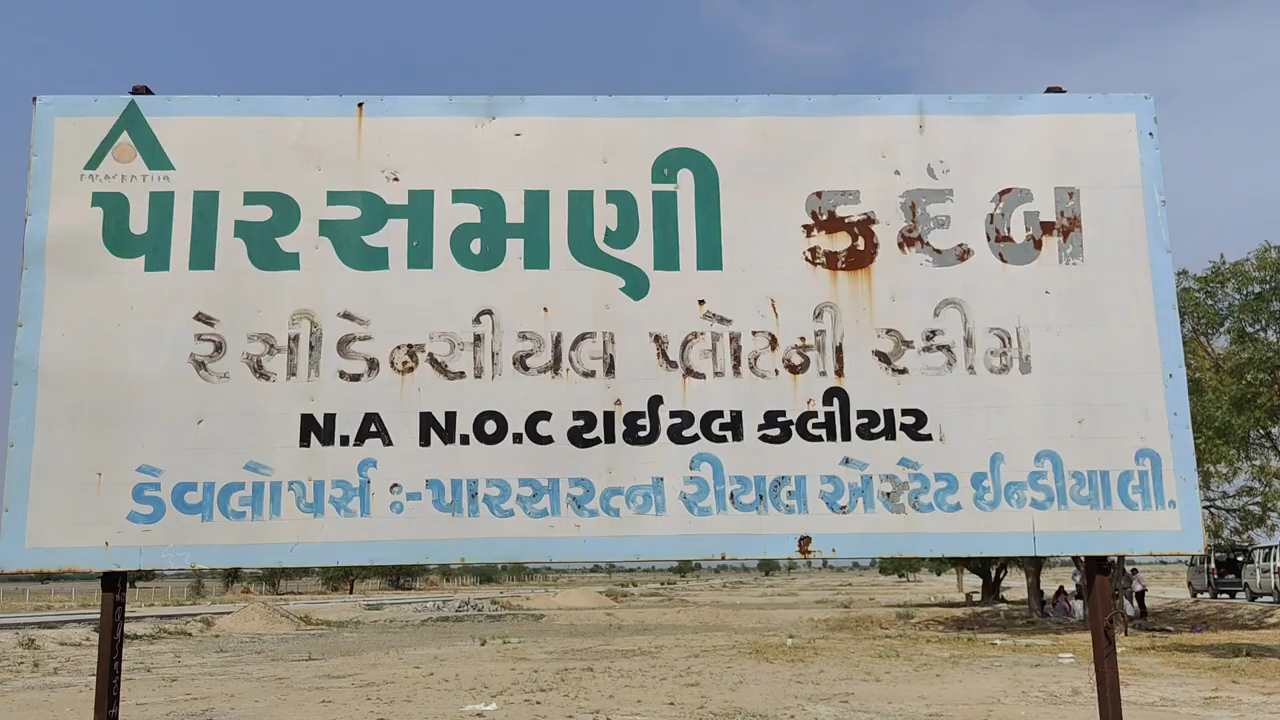 પારસમણી કદંબ
રેસીડેન્સીયલ પ્લોટની સ્કીમ
N.A N.O.C ટાઈટલ કલીયર
ડેવલોપર્સ :- પારસરત્ન રીયલ એસ્ટેટ ઈન્ડીયા લી.